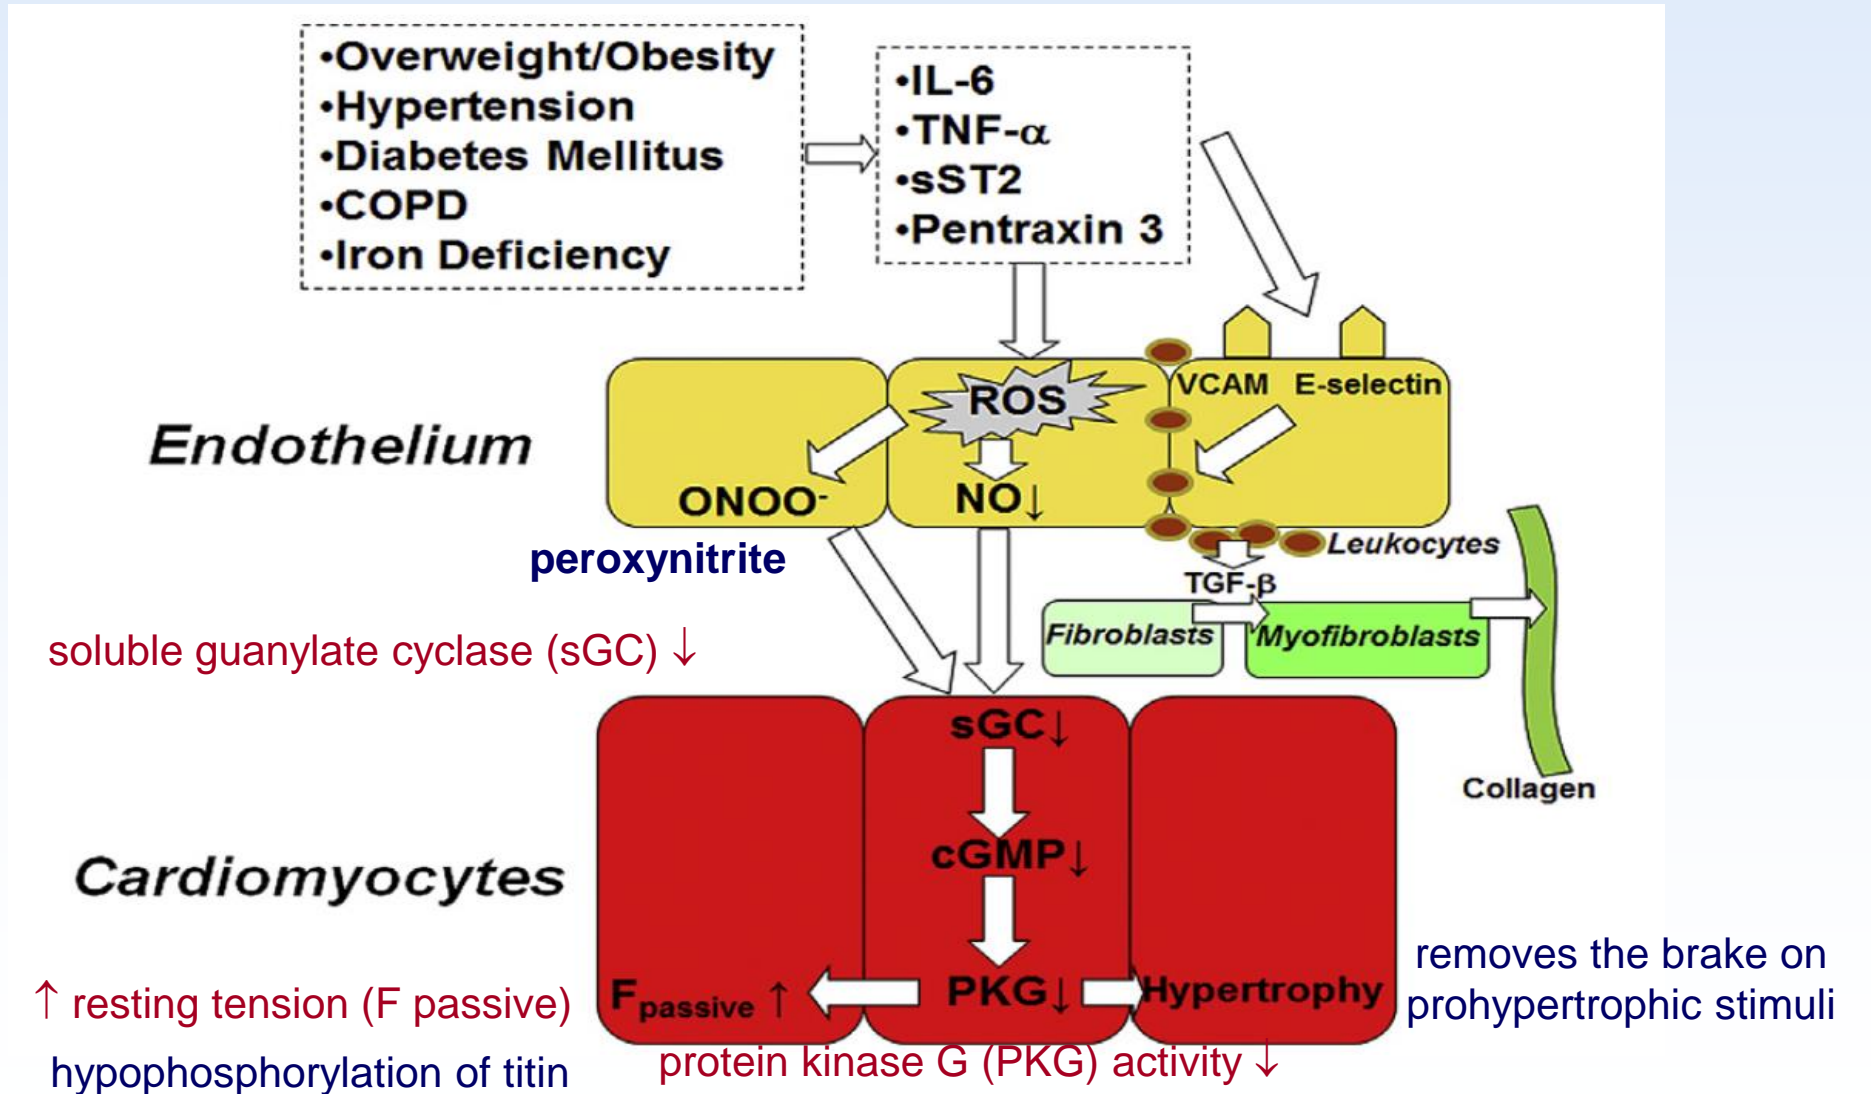 •Overweight/Obesity
•Hypertension
•Diabetes Mellitus
•COPD
•Iron Deficiency
•IL-6
•TNF-α
•sST2
•Pentraxin 3
ROS
VCAM E-selectin
Endothelium
ONOO-
NO↓
peroxynitrite
Leukocytes
TGF-β
Fibroblasts
Myofibroblasts
soluble guanylate cyclase (sGC) ↓
sGC↓
Collagen
cGMP↓
Cardiomyocytes
removes the brake on
prohypertrophic stimuli
↑ resting tension (F passive)
Fpassive ↑
PKG↓
Hypertrophy
hypophosphorylation of titin
protein kinase G (PKG) activity ↓